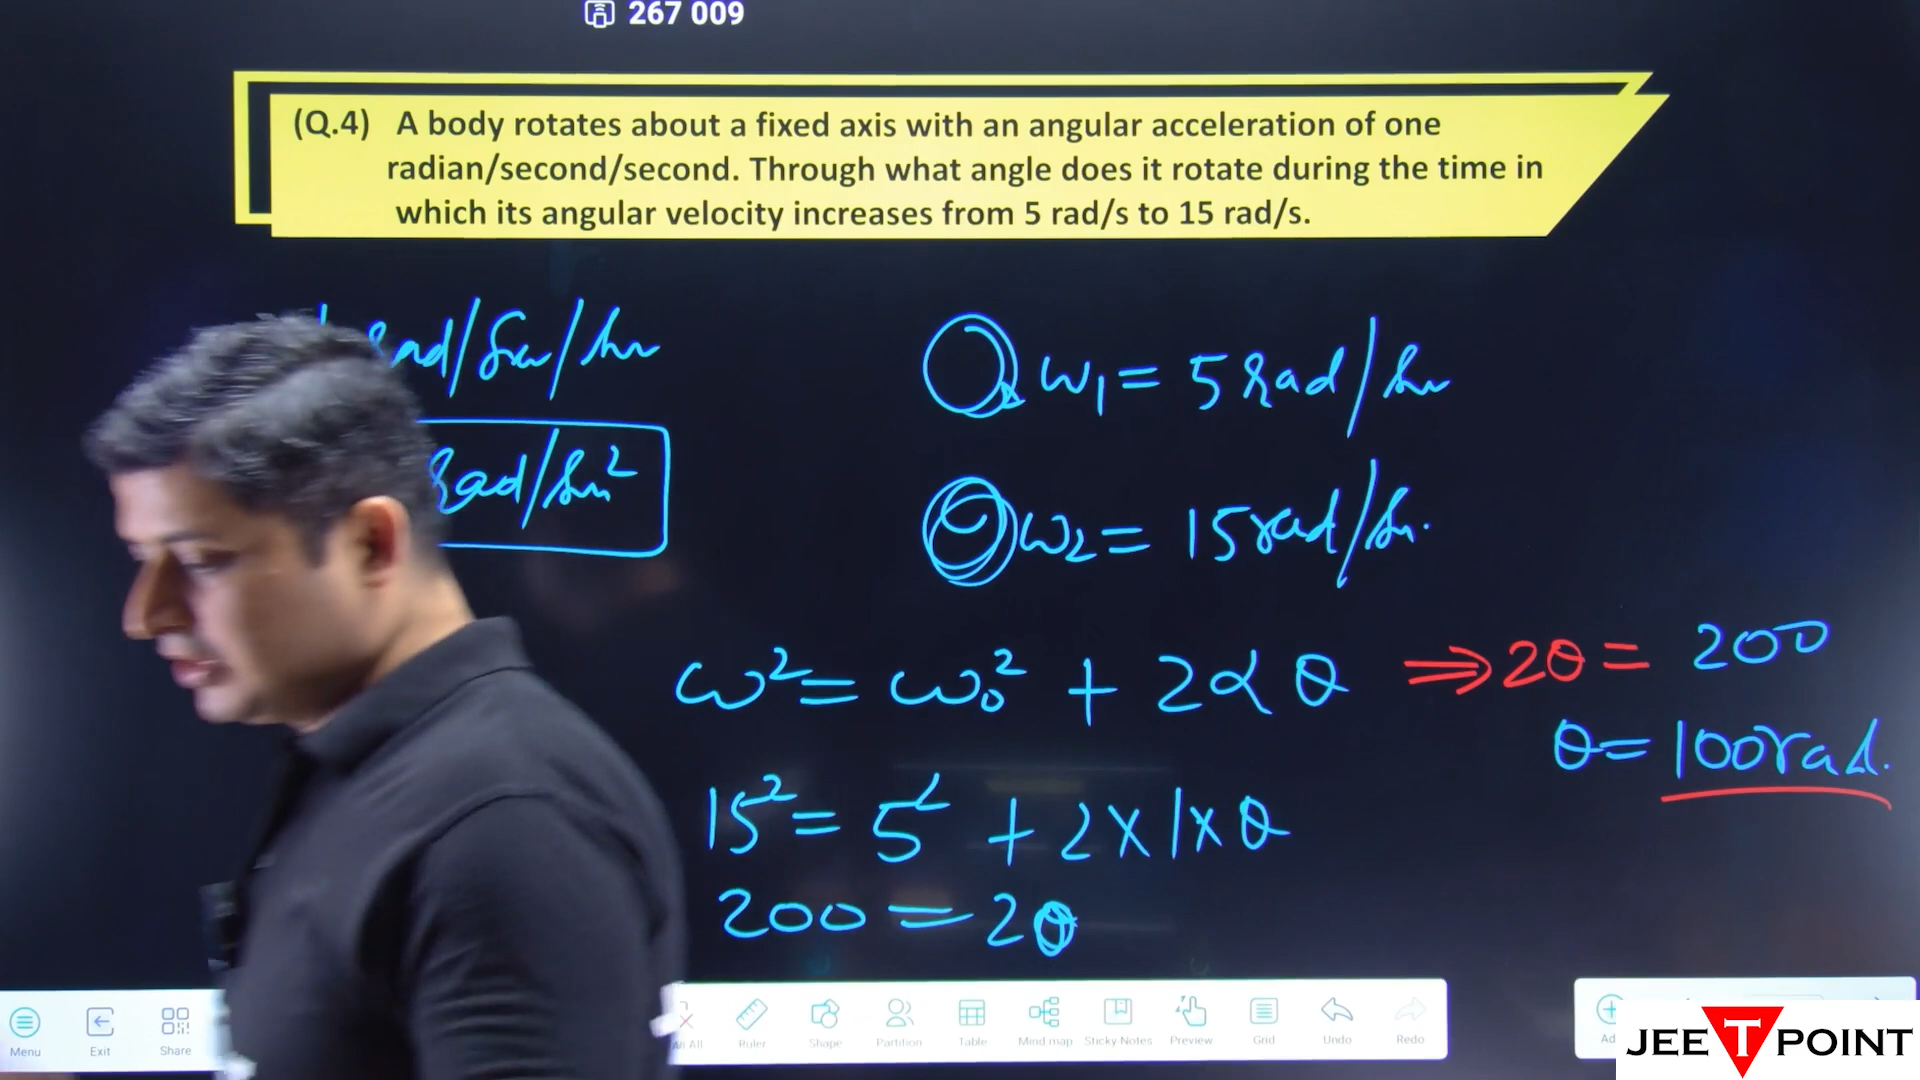 267 009
(Q.4) A body rotates about a fixed axis with an angular acceleration of one
radian/second/second. Through what angle does it rotate during the time in
which its angular velocity increases from 5 rad/s to 15 rad/s.
rad/sec/sec
rad/sec²
ω₁ = 5 rad/sec
ω₂ = 15 rad/sec.
ω² = ω₀² + 2αθ ⇒ 2θ = 200
θ = 100 rad.
15² = 5² + 2×1×θ
200 = 2θ
Menu Exit Share Ruler Shape Partition Table Mind map Sticky Notes Preview Grid Undo Redo
JEE T POINT